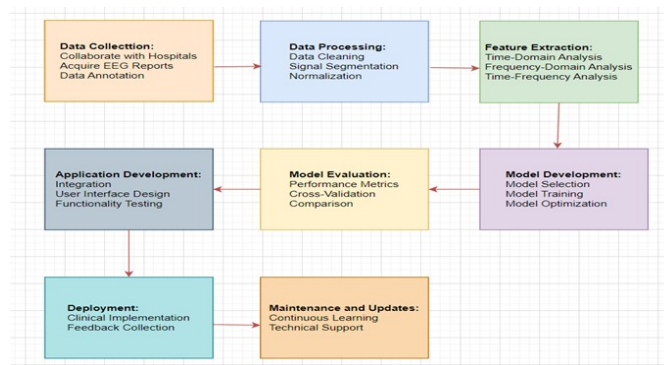 Data Collecttion:
Collaborate with Hospitals
Acquire EEG Reports
Data Annotation
Data Processing:
Data Cleaning
Signal Segmentation
Normalization
Feature Extraction:
Time-Domain Analysis
Frequency-Domain Analysis
Time-Frequency Analysis
Model Development:
Model Selection
Model Training
Model Optimization
Model Evaluation:
Performance Metrics
Cross-Validation
Comparison
Application Development:
Integration
User Interface Design
Functionality Testing
Deployment:
Clinical Implementation
Feedback Collection
Maintenance and Updates:
Continuous Learning
Technical Support